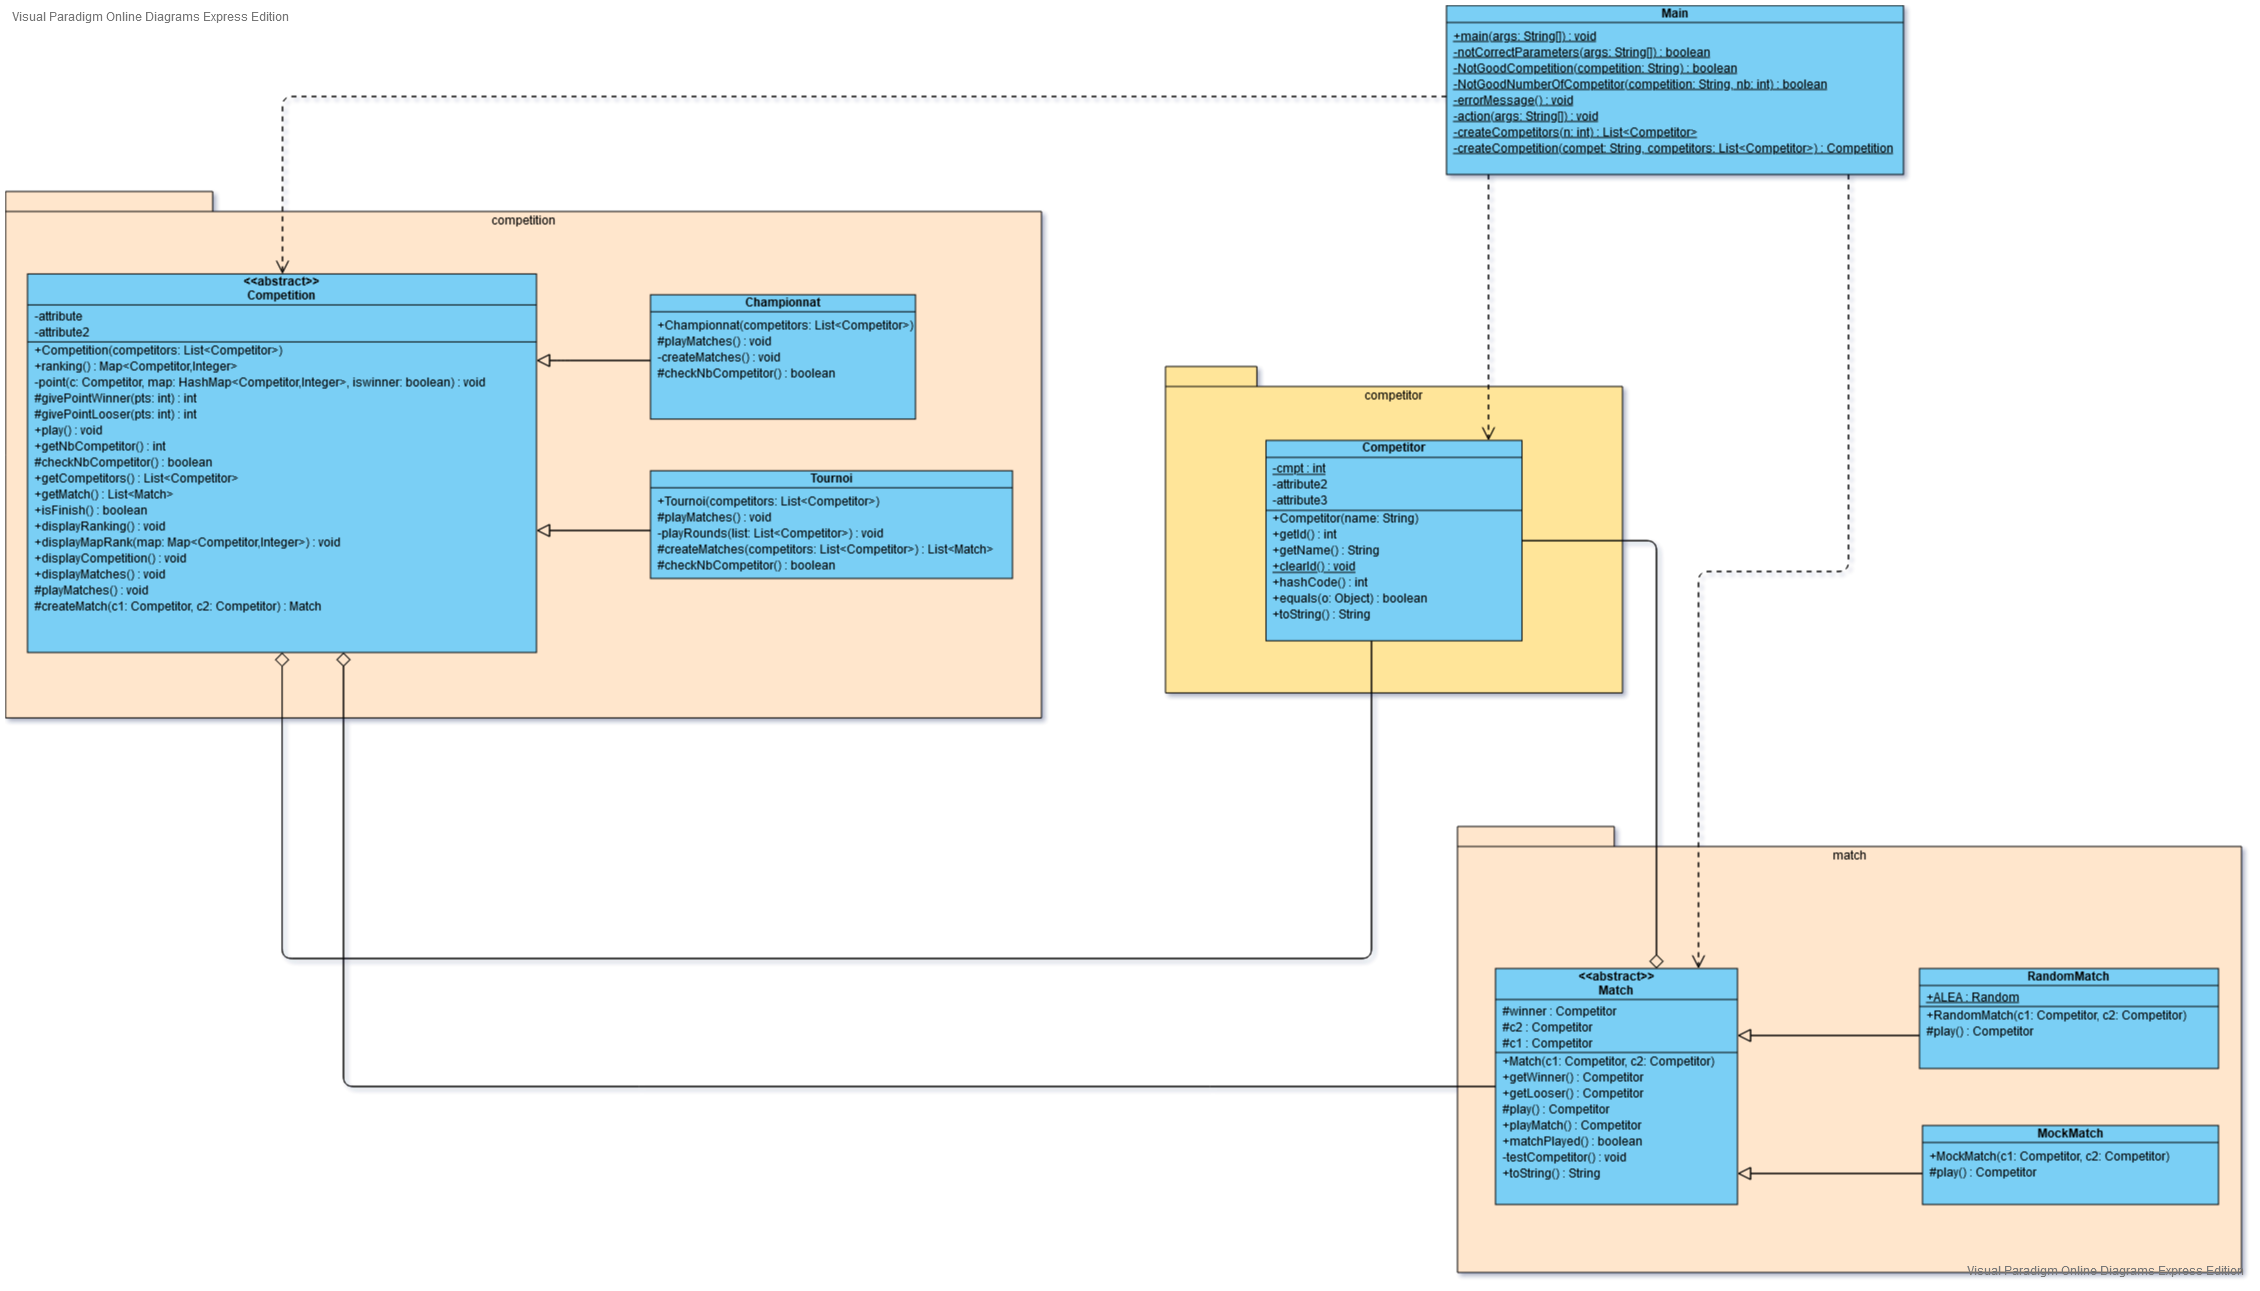 Visual Paradigm Online Diagrams Express Edition
Main
+main(args: String[]) : void
-notCorrectParameters(args: String[]) : boolean
-NotGoodCompetition(competition: String) : boolean
-NotGoodNumberOfCompetitor(competition: String, nb: int) : boolean
-errorMessage() : void
-action(args: String[]) : void
-createCompetitors(n: int) : List<Competitor>
-createCompetition(compet: String, competitors: List<Competitor>) : Competition
competition
<<abstract>>
Competition
-attribute
-attribute2
+Competition(competitors: List<Competitor>)
+ranking() : Map<Competitor,Integer>
-point(c: Competitor, map: HashMap<Competitor,Integer>, iswinner: boolean) : void
#givePointWinner(pts: int) : int
#givePointLooser(pts: int) : int
+play() : void
+getNbCompetitor() : int
#checkNbCompetitor() : boolean
+getCompetitors() : List<Competitor>
+getMatch() : List<Match>
+isFinish() : boolean
+displayRanking() : void
+displayMapRank(map: Map<Competitor,Integer>) : void
+displayCompetition() : void
+displayMatches() : void
#playMatches() : void
#createMatch(c1: Competitor, c2: Competitor) : Match
Championnat
+Championnat(competitors: List<Competitor>)
#playMatches() : void
-createMatches() : void
#checkNbCompetitor() : boolean
Tournoi
+Tournoi(competitors: List<Competitor>)
#playMatches() : void
-playRounds(list: List<Competitor>) : void
#createMatches(competitors: List<Competitor>) : List<Match>
#checkNbCompetitor() : boolean
competitor
Competitor
-cmpt : int
-attribute2
-attribute3
+Competitor(name: String)
+getId() : int
+getName() : String
+clearId() : void
+hashCode() : int
+equals(o: Object) : boolean
+toString() : String
match
<<abstract>>
Match
#winner : Competitor
#c2 : Competitor
#c1 : Competitor
+Match(c1: Competitor, c2: Competitor)
+getWinner() : Competitor
+getLooser() : Competitor
#play() : Competitor
+playMatch() : Competitor
+matchPlayed() : boolean
-testCompetitor() : void
+toString() : String
RandomMatch
+ALEA : Random
+RandomMatch(c1: Competitor, c2: Competitor)
#play() : Competitor
MockMatch
+MockMatch(c1: Competitor, c2: Competitor)
#play() : Competitor
Visual Paradigm Online Diagrams Express Edition